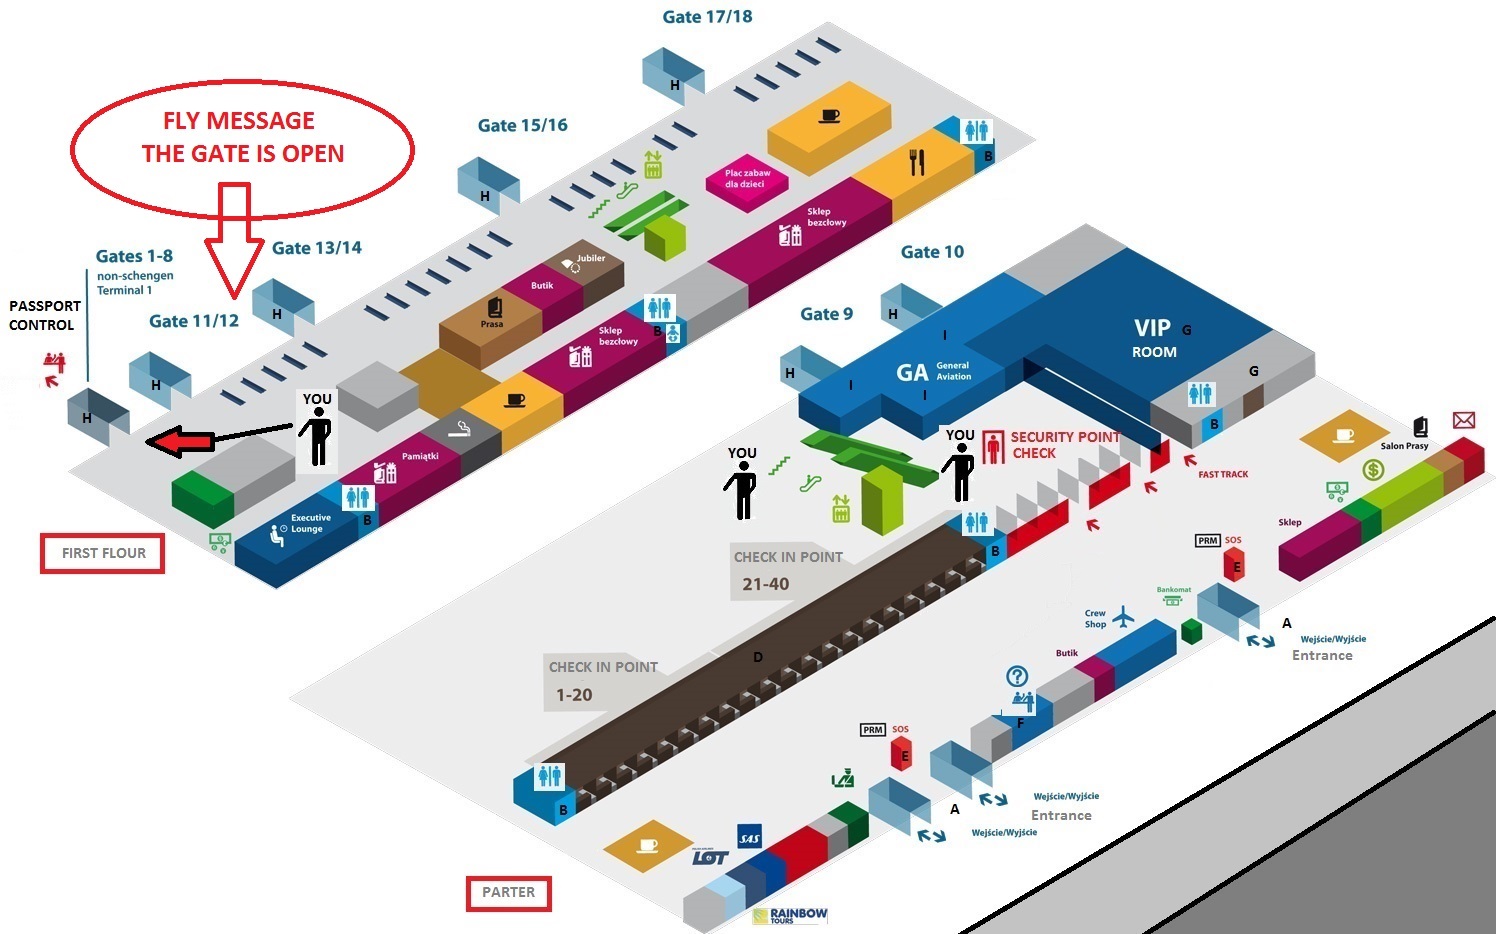 Gate 17/18
H
FLY MESSAGE
THE GATE IS OPEN
Gate 15/16
H
Plac zabaw
dla dzieci
B
Sklep
bezcłowy
Gates 1-8
non-schengen
Terminal 1
Gate 13/14
H
Jubiler
Butik
Prasa
Gate 10
H
PASSPORT
CONTROL
Gate 11/12
H
H
Sklep
bezcłowy
B
Gate 9
H
I
I
I
GA
General
Aviation
VIP
ROOM
G
G
B
YOU
Pamiątki
B
Executive
Lounge
FIRST FLOUR
YOU
YOU
SECURITY POINT
CHECK
FAST TRACK
Salon Prasy
Sklep
CHECK IN POINT
21-40
B
PRM
SOS
E
Bankomat
Crew
Shop
A
Wejście/Wyjście
Entrance
Butik
CHECK IN POINT
1-20
D
F
PRM
SOS
E
B
A
Wejście/Wyjście
Entrance
Wejście/Wyjście
LOT
SAS
PARTER
RAINBOW
TOURS